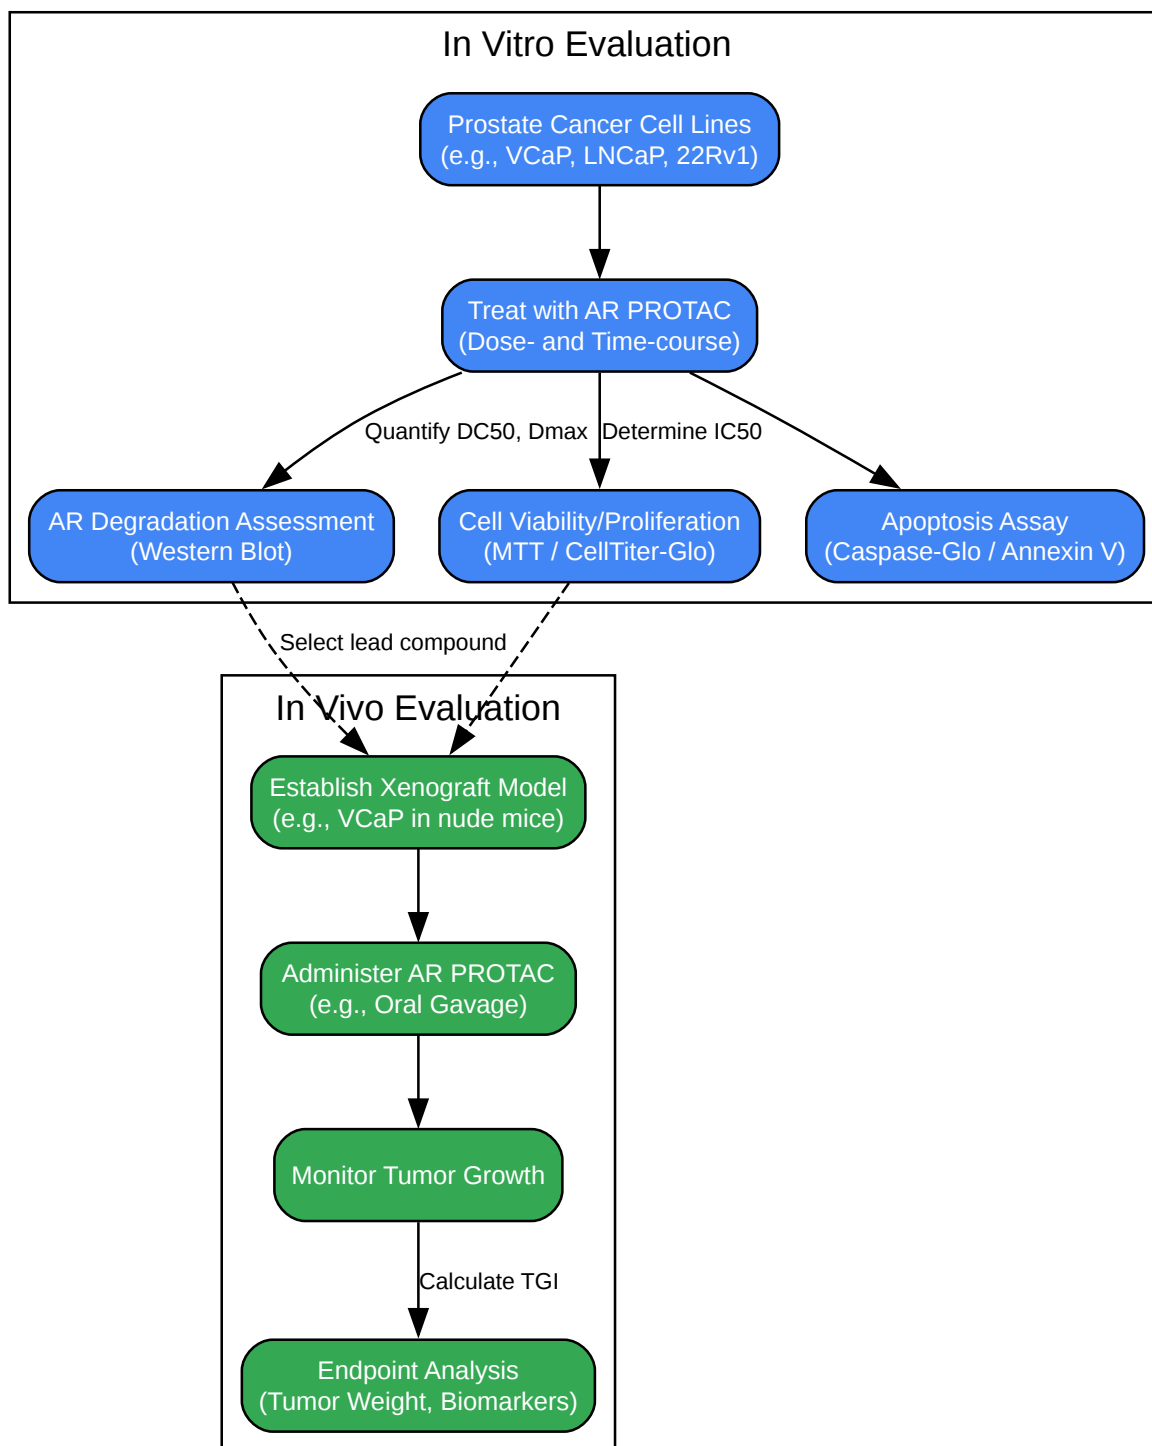 In Vitro Evaluation
Prostate Cancer Cell Lines
(e.g., VCaP, LNCaP, 22Rv1)
Treat with AR PROTAC
(Dose- and Time-course)
Quantify DC50, Dmax
Determine IC50
AR Degradation Assessment
(Western Blot)
Cell Viability/Proliferation
(MTT / CellTiter-Glo)
Apoptosis Assay
(Caspase-Glo / Annexin V)
Select lead compound
In Vivo Evaluation
Establish Xenograft Model
(e.g., VCaP in nude mice)
Administer AR PROTAC
(e.g., Oral Gavage)
Monitor Tumor Growth
Calculate TGI
Endpoint Analysis
(Tumor Weight, Biomarkers)